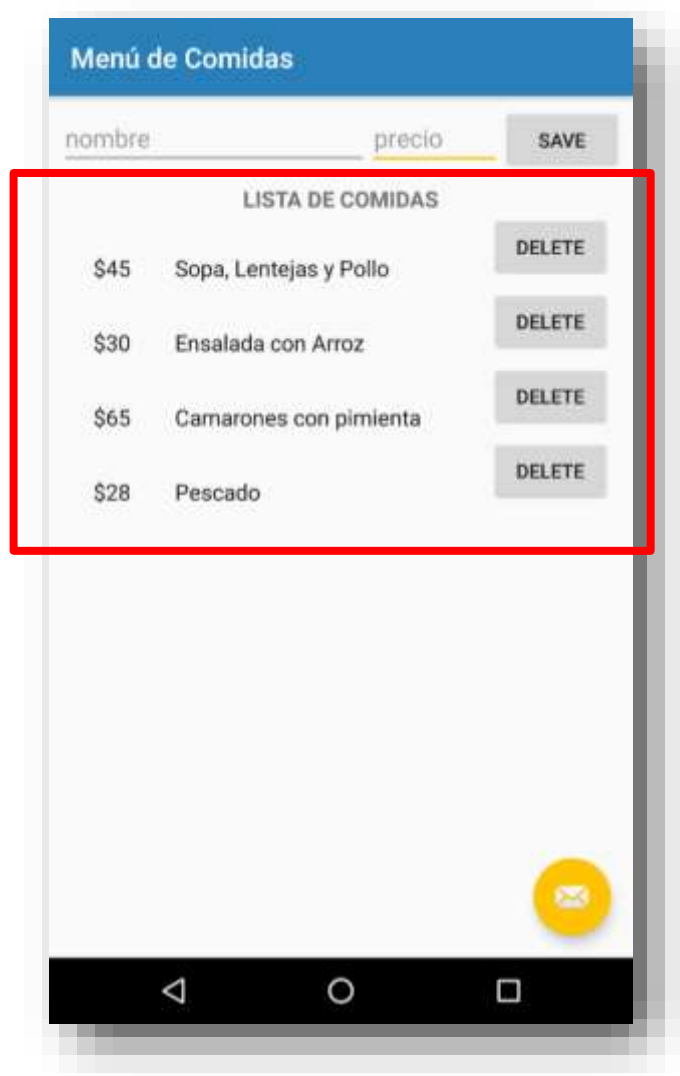 Menú de Comidas
nombre precio SAVE
LISTA DE COMIDAS
$45 Sopa, Lentejas y Pollo DELETE
$30 Ensalada con Arroz DELETE
$65 Camarones con pimienta DELETE
$28 Pescado DELETE